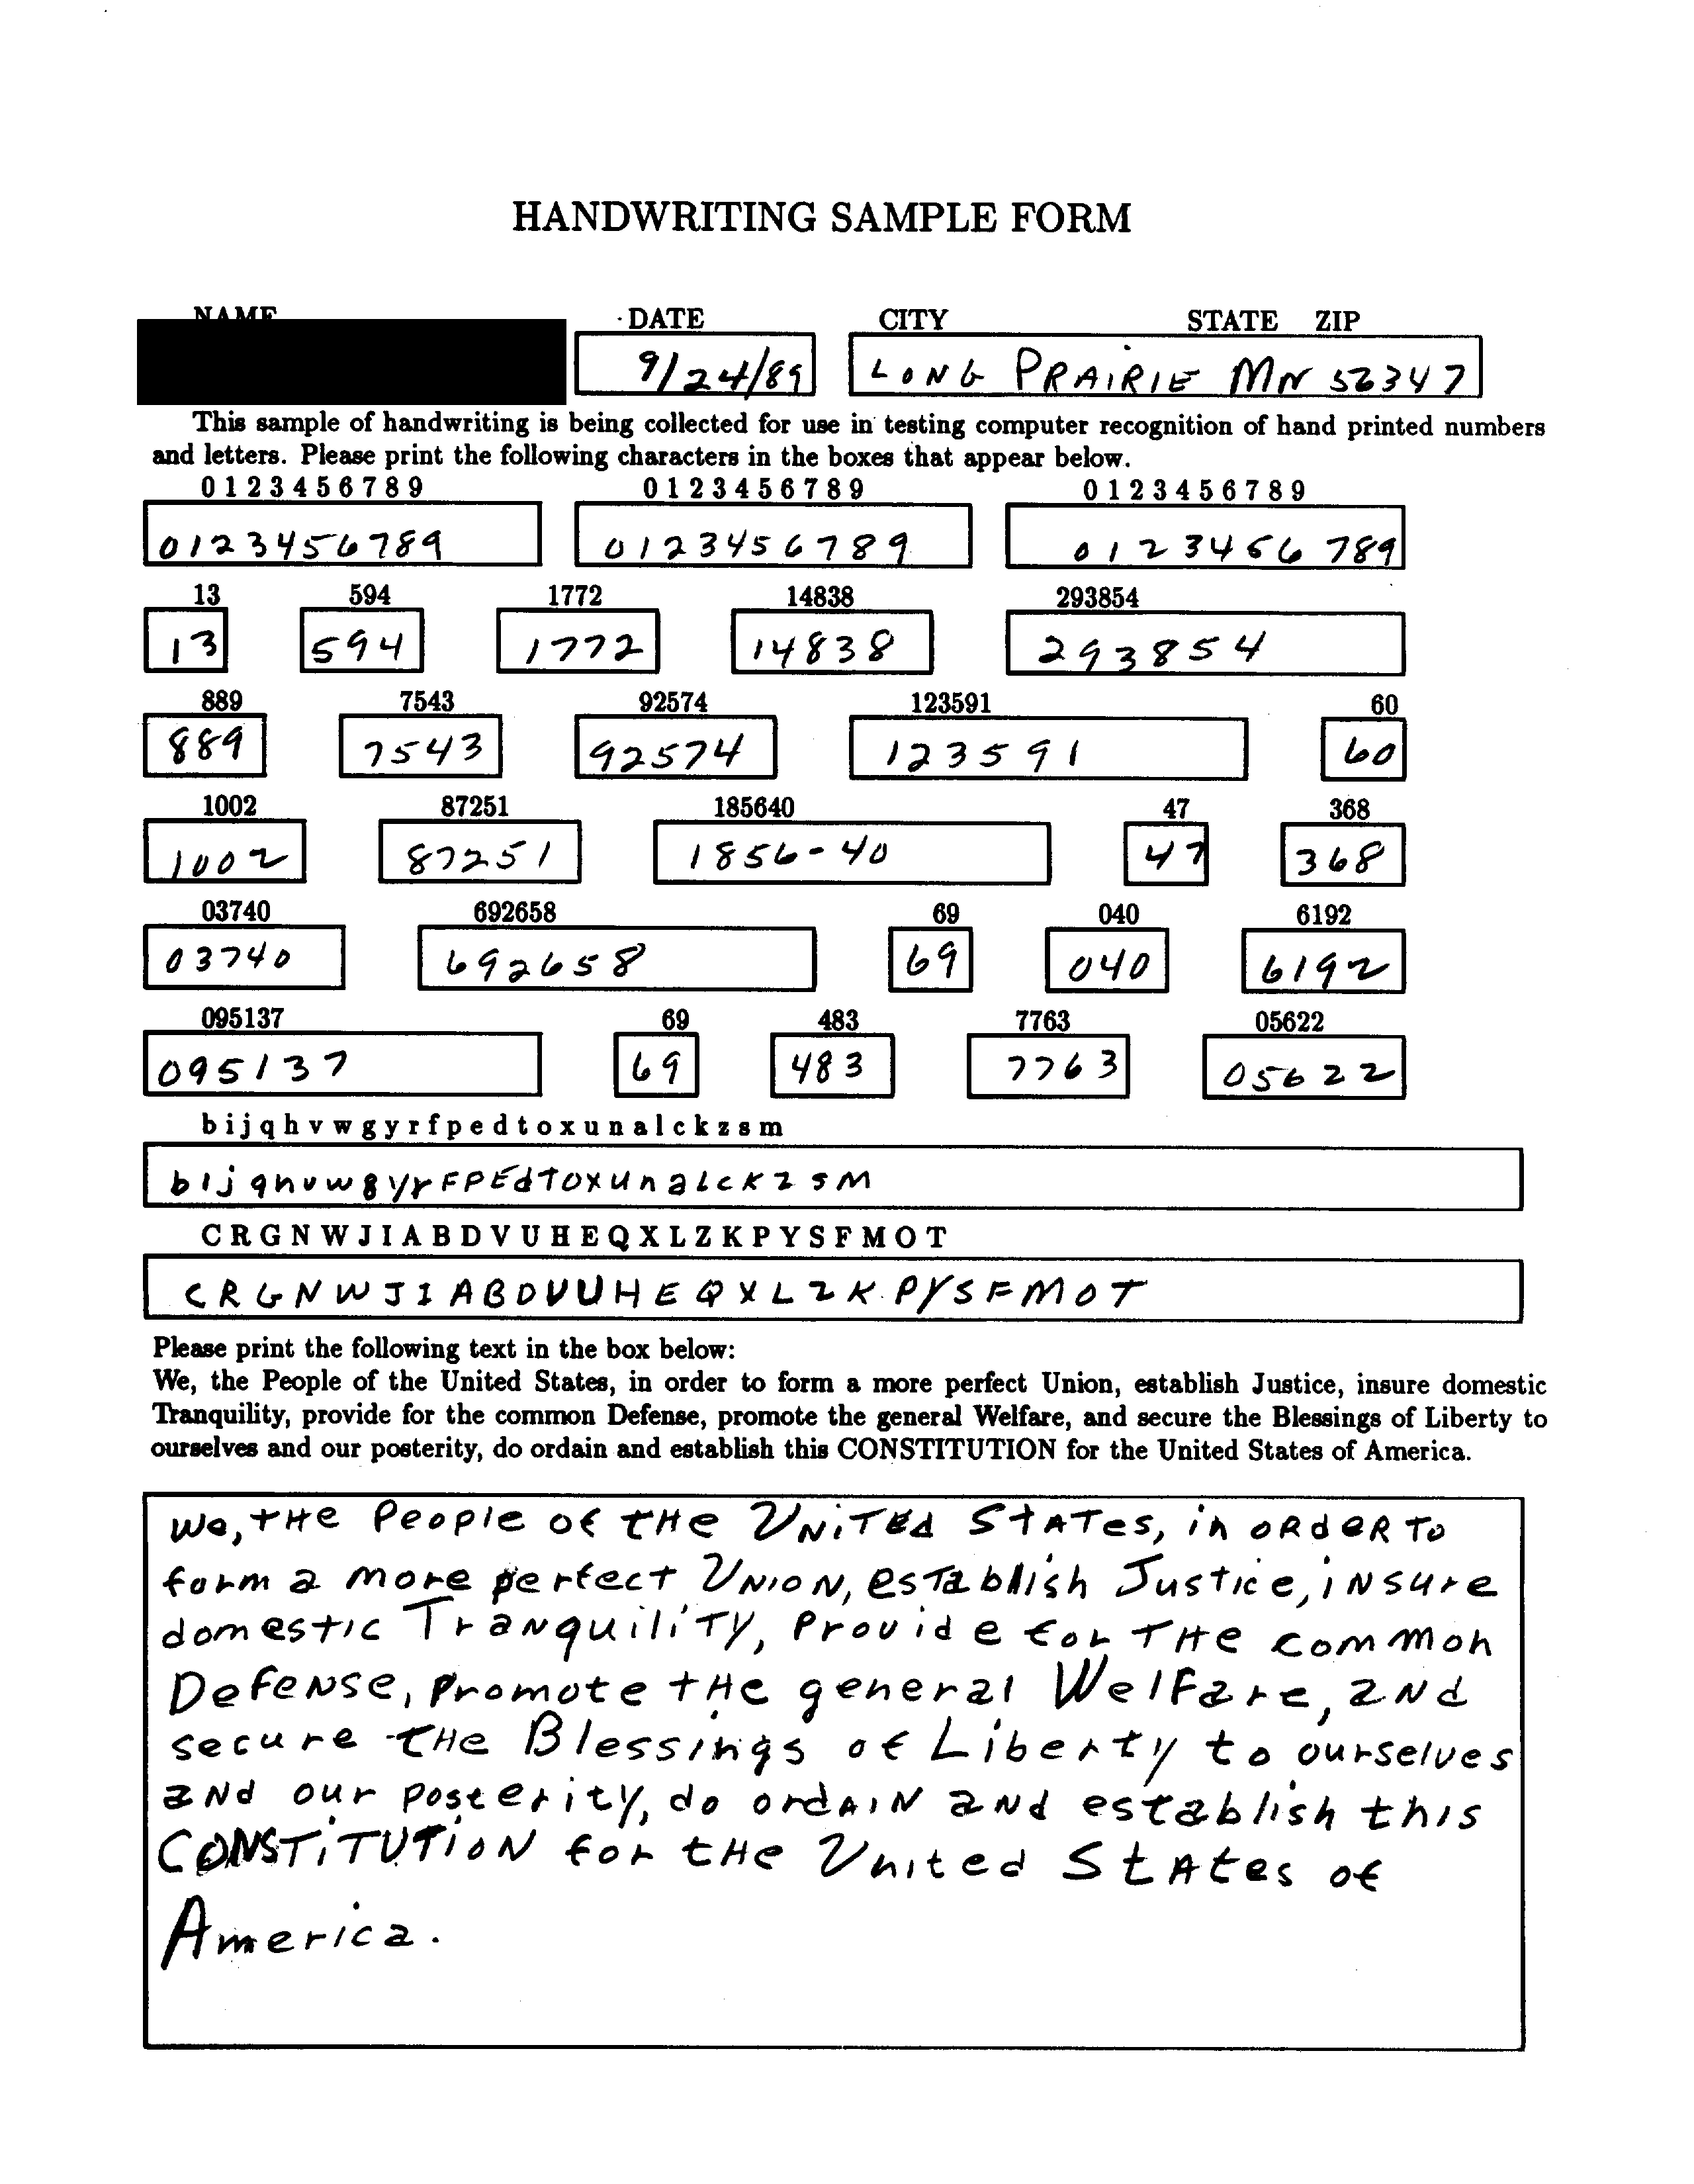 HANDWRITING SAMPLE FORM
NAME DATE CITY STATE ZIP
9/24/89 LONG PRAIRIE MN 56347
This sample of handwriting is being collected for use in testing computer recognition of hand printed numbers
and letters. Please print the following characters in the boxes that appear below.
0 1 2 3 4 5 6 7 8 9 0 1 2 3 4 5 6 7 8 9 0 1 2 3 4 5 6 7 8 9
0123456789 0123456789 0123456789
13 594 1772 14838 293854
13 594 1772 14838 293854
889 7543 92574 123591 60
889 7543 92574 123591 60
1002 87251 185640 47 368
1002 87251 1856-40 47 368
03740 692658 69 040 6192
03740 692658 69 040 6192
095137 69 483 7763 05622
095137 69 483 7763 05622
b i j q h v w g y r f p e d t o x u n a l c k z s m
bIjqhvwgyrFPEdTOxUnaLcKzsM
C R G N W J I A B D V U H E Q X L Z K P Y S F M O T
CRGNWJIABDVUHEQXLZKPYSFMOT
Please print the following text in the box below:
We, the People of the United States, in order to form a more perfect Union, establish Justice, insure domestic
Tranquility, provide for the common Defense, promote the general Welfare, and secure the Blessings of Liberty to
ourselves and our posterity, do ordain and establish this CONSTITUTION for the United States of America.
We, tHe People of tHe UNiTEd StATes, in ORdeR To
form a more perfect UNION, esTablish Justice, iNsure
domestic TraNquiliTY, Provide for THe common
DefeNse, Promote tHe general WelFare, aNd
secure tHe Blessings of Liberty to ourselves
aNd our posterity, do ordAIN aNd establish this
CONSTiTUTiON for tHe United StAtes of
America.